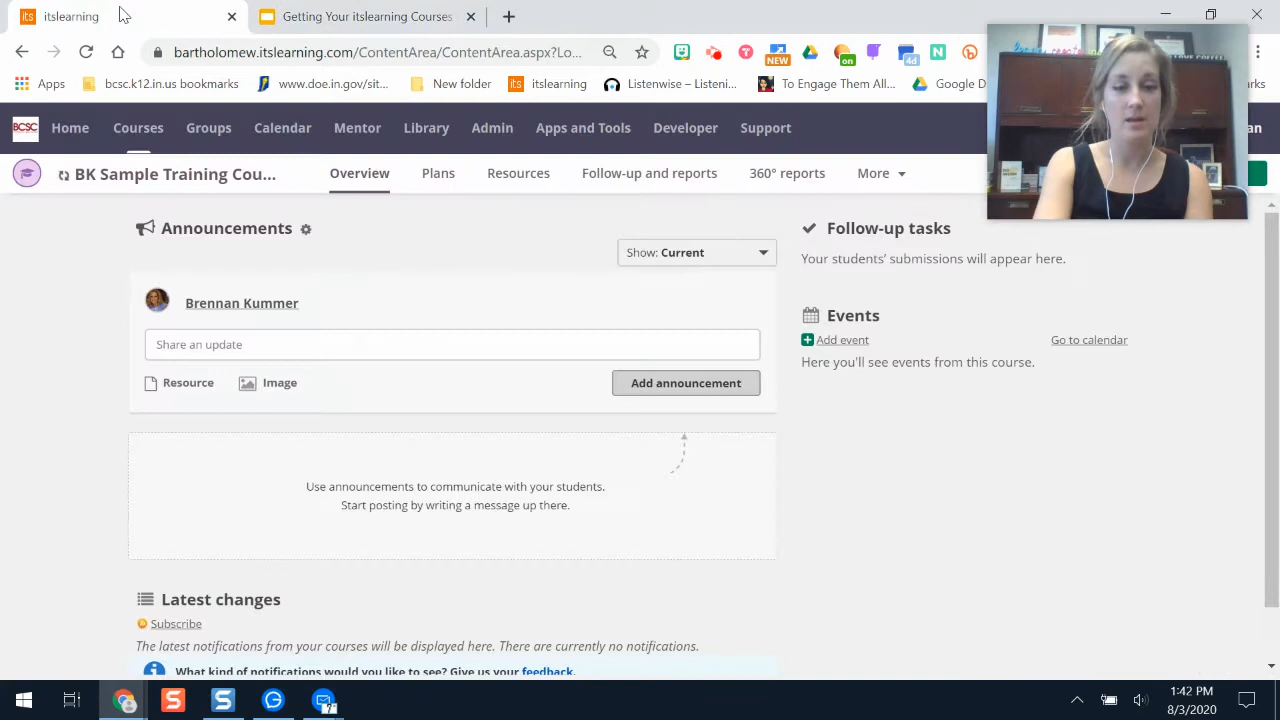 itslearning
Getting Your itslearning Courses
bartholomew.itslearning.com/ContentArea/ContentArea.aspx?Lo...
NEW
on
4d
bcsc.k12.in.us bookmarks
www.doe.in.gov/sit...
New folder
itslearning
Listenwise – Listenin...
To Engage Them All...
BCSC
Home
Courses
Groups
Calendar
Mentor
Library
Admin
Apps and Tools
Developer
Support
BK Sample Training Cou...
Overview
Plans
Resources
Follow-up and reports
360° reports
More
Announcements
Show: Current
Brennan Kummer
Share an update
Resource
Image
Add announcement
Use announcements to communicate with your students.
Start posting by writing a message up there.
Latest changes
Subscribe
The latest notifications from your courses will be displayed here. There are currently no notifications.
What kind of notifications would you like to see? Give us your feedback.
Follow-up tasks
Your students' submissions will appear here.
Events
Add event
Go to calendar
Here you'll see events from this course.
1:42 PM
8/3/2020